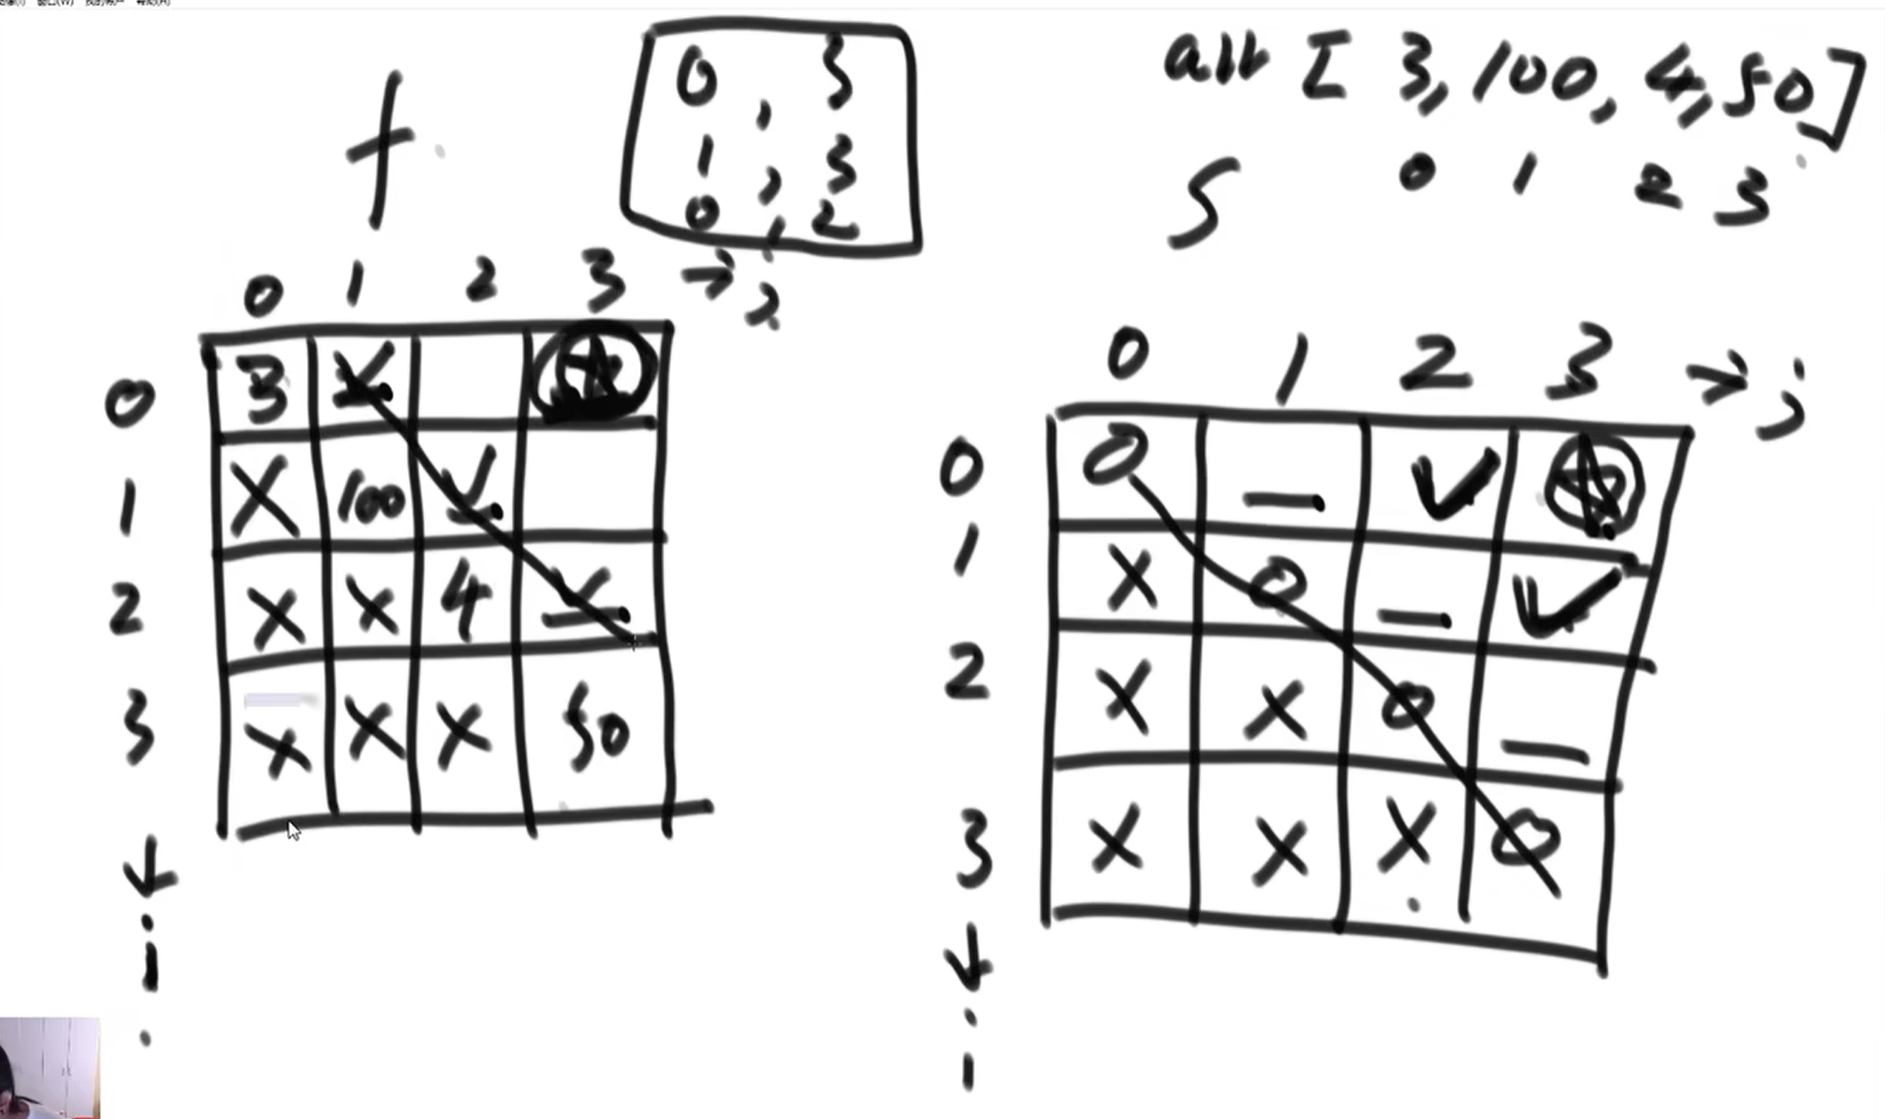 f
0, 3
1, 3
0, 2
arr [ 3, 100, 4, 50 ]
S 0 1 2 3
0 1 2 3 → j
0 3
1 X 100
2 X X 4
3 X X X 50
↓
i
0 1 2 3 → j
0 0 — ✓
1 X 0 — ✓
2 X X 0 —
3 X X X 0
↓
i